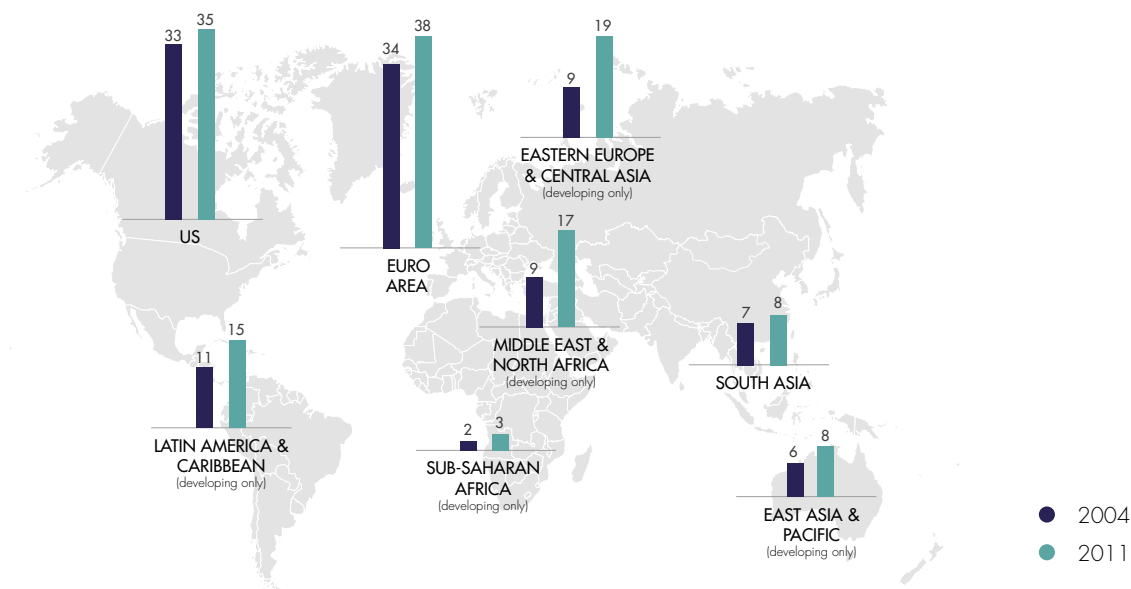 33
35
US
34
38
EURO
AREA
9
19
EASTERN EUROPE
& CENTRAL ASIA
(developing only)
9
17
MIDDLE EAST &
NORTH AFRICA
(developing only)
7
8
SOUTH ASIA
11
15
LATIN AMERICA &
CARIBBEAN
(developing only)
2
3
SUB-SAHARAN
AFRICA
(developing only)
6
8
EAST ASIA &
PACIFIC
(developing only)
2004
2011